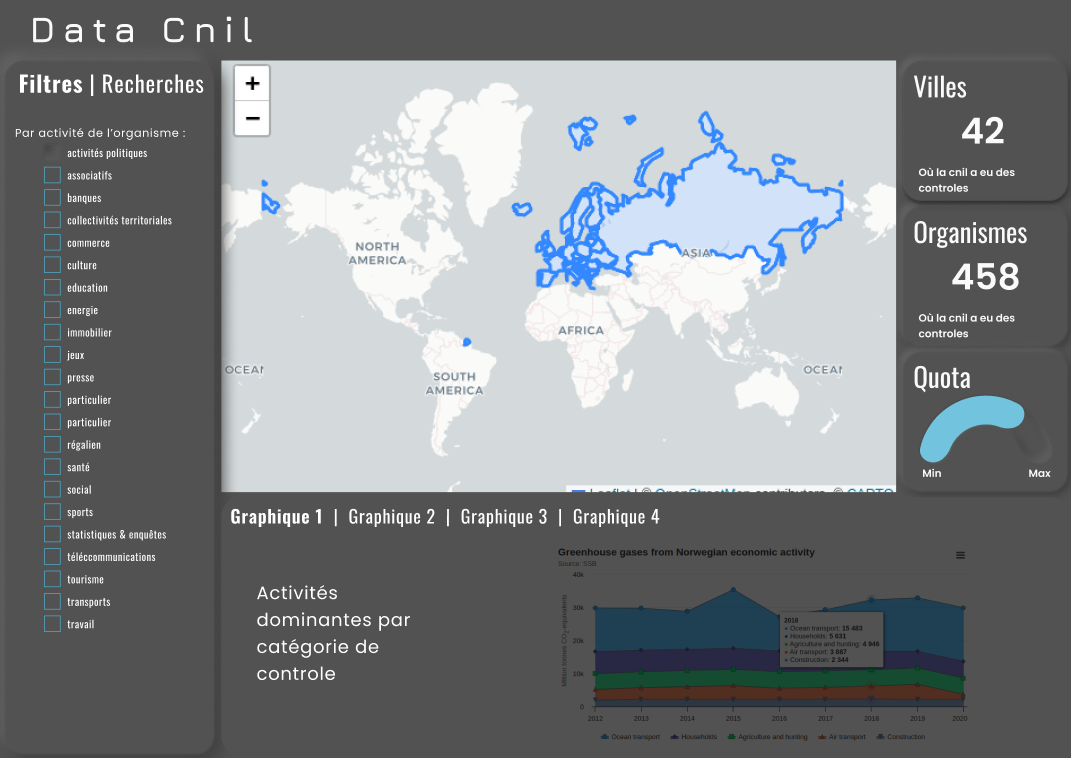 Data Cnil
Filtres | Recherches
Par activité de l'organisme :
activités politiques
associatifs
banques
collectivités territoriales
commerce
culture
education
energie
immobilier
jeux
presse
particulier
particulier
régalien
santé
social
sports
statistiques & enquêtes
téléccommunications
tourisme
transports
travail
+
−
NORTH
AMERICA
ASIA
AFRICA
OCEAN
SOUTH
AMERICA
OCEAN
Leaflet | © OpenStreetMap contributors, © CARTO
Villes
42
Où la cnil a eu des
controles
Organismes
458
Où la cnil a eu des
controles
Quota
Min
Max
Graphique 1 | Graphique 2 | Graphique 3 | Graphique 4
Activités
dominantes par
catégorie de
controle
Greenhouse gases from Norwegian economic activity
Source: SSB
Million tonnes CO₂ equivalents
40k
30k
20k
10k
0
2019
Ocean transport: 15 483
Households: 5 631
Agriculture and hunting: 4 946
Air transport: 3 887
Construction: 2 344
2012 2013 2014 2015 2016 2017 2018 2019 2020
Ocean transport Households Agriculture and hunting Air transport Construction